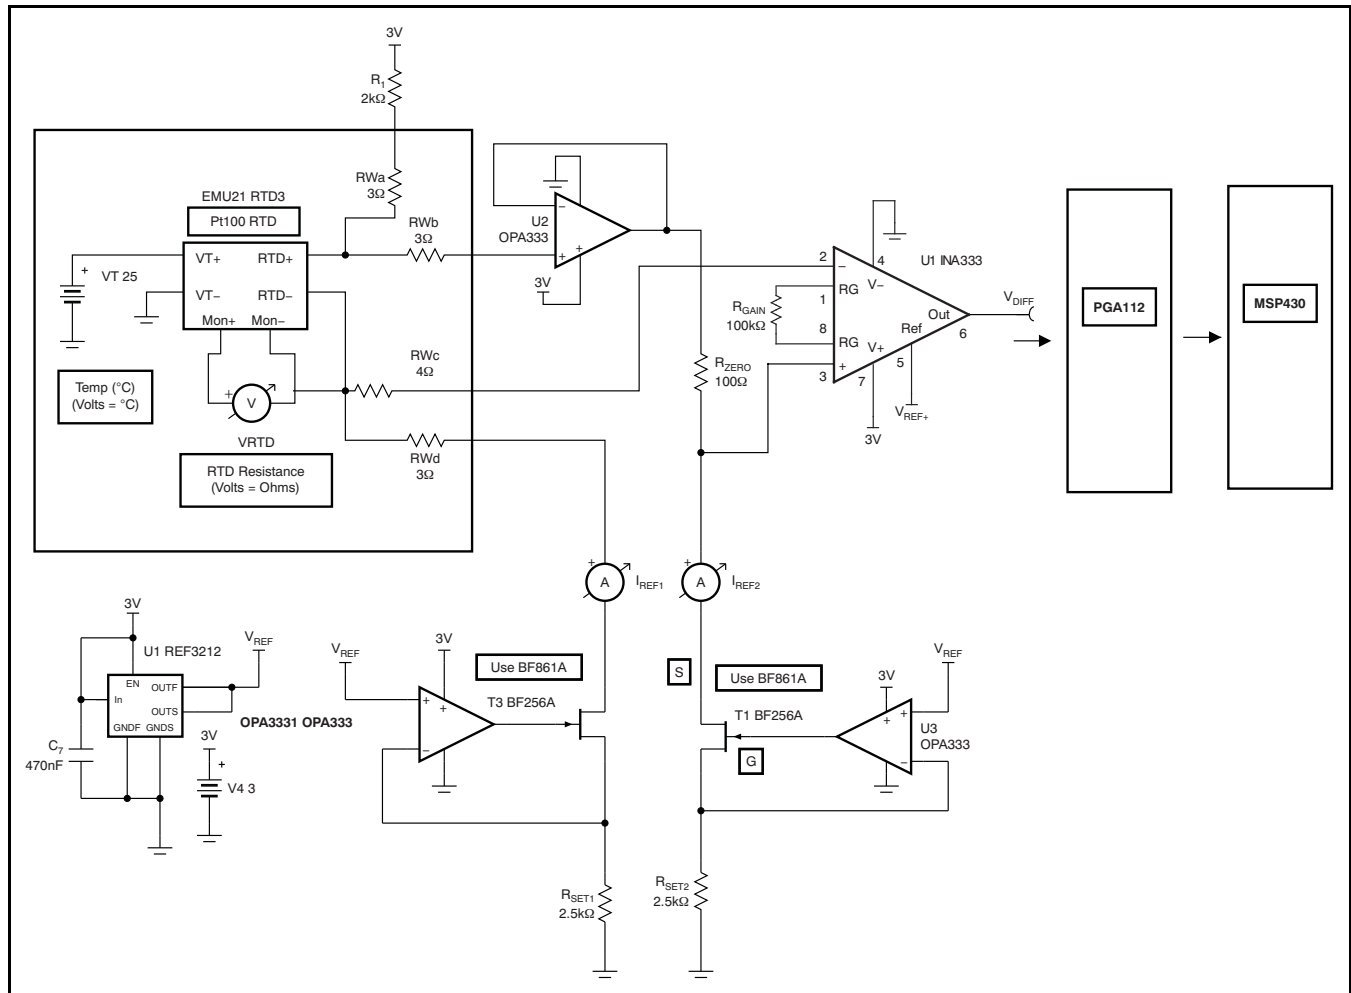 3V
R1
2kΩ
RWa
3Ω
EMU21 RTD3
Pt100 RTD
RWb
3Ω
VT+
RTD+
VT−
RTD−
Mon+
Mon−
+
VT 25
Temp (°C)
(Volts = °C)
+
V
VRTD
RTD Resistance
(Volts = Ohms)
RWc
4Ω
RWd
3Ω
−
U2
OPA333
+
+
3V
RZERO
100Ω
RGAIN
100kΩ
2
−
4
U1 INA333
RG
V−
1
8
RG
V+
Ref
Out
6
+
3
7
5
VREF+
3V
VDIFF
PGA112
MSP430
+
A
IREF1
+
A
IREF2
3V
U1 REF3212
VREF
EN
OUTF
In
OUTS
GNDF
GNDS
C7
470nF
OPA3331 OPA333
3V
+
V4 3
VREF
3V
Use BF861A
T3 BF256A
+
+
−
RSET1
2.5kΩ
S
Use BF861A
T1 BF256A
G
3V
VREF
+
+
−
U3
OPA333
RSET2
2.5kΩ